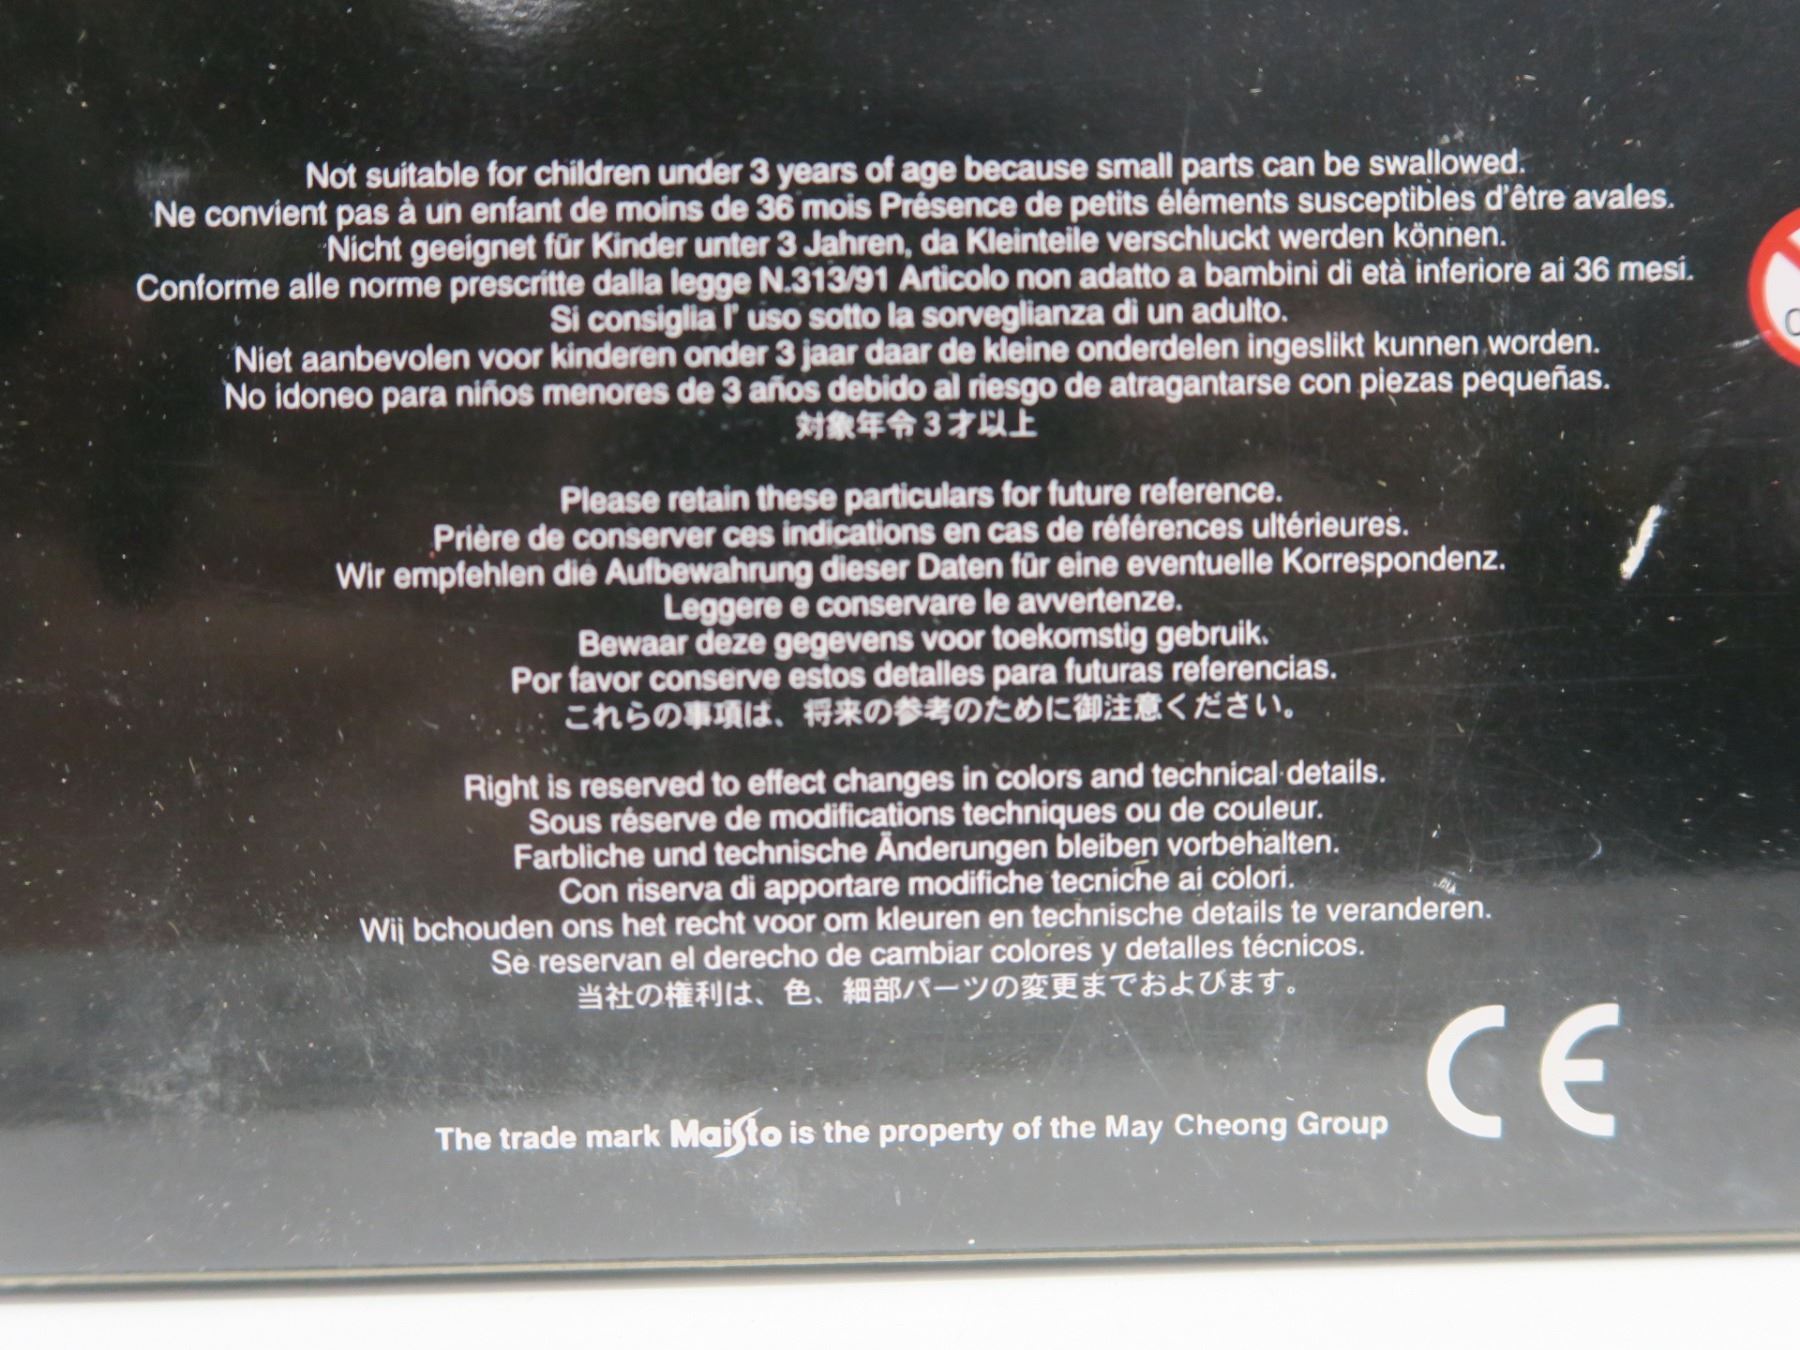 Not suitable for children under 3 years of age because small parts can be swallowed.
Ne convient pas à un enfant de moins de 36 mois Présence de petits éléments susceptibles d'être avales.
Nicht geeignet für Kinder unter 3 Jahren, da Kleinteile verschluckt werden können.
Conforme alle norme prescritte dalla legge N.313/91 Articolo non adatto a bambini di età inferiore ai 36 mesi.
Si consiglia l' uso sotto la sorveglianza di un adulto.
Niet aanbevolen voor kinderen onder 3 jaar daar de kleine onderdelen ingeslikt kunnen worden.
No idoneo para niños menores de 3 años debido al riesgo de atragantarse con piezas pequeñas.
対象年令3才以上
Please retain these particulars for future reference.
Prière de conserver ces indications en cas de références ultérieures.
Wir empfehlen die Aufbewahrung dieser Daten für eine eventuelle Korrespondenz.
Leggere e conservare le avvertenze.
Bewaar deze gegevens voor toekomstig gebruik.
Por favor conserve estos detalles para futuras referencias.
これらの事項は、将来の参考のために御注意ください。
Right is reserved to effect changes in colors and technical details.
Sous réserve de modifications techniques ou de couleur.
Farbliche und technische Änderungen bleiben vorbehalten.
Con riserva di apportare modifiche tecniche ai colori.
Wij bchouden ons het recht voor om kleuren en technische details te veranderen.
Se reservan el derecho de cambiar colores y detalles técnicos.
当社の権利は、色、細部パーツの変更までおよびます。
CE
The trade mark Maisto is the property of the May Cheong Group